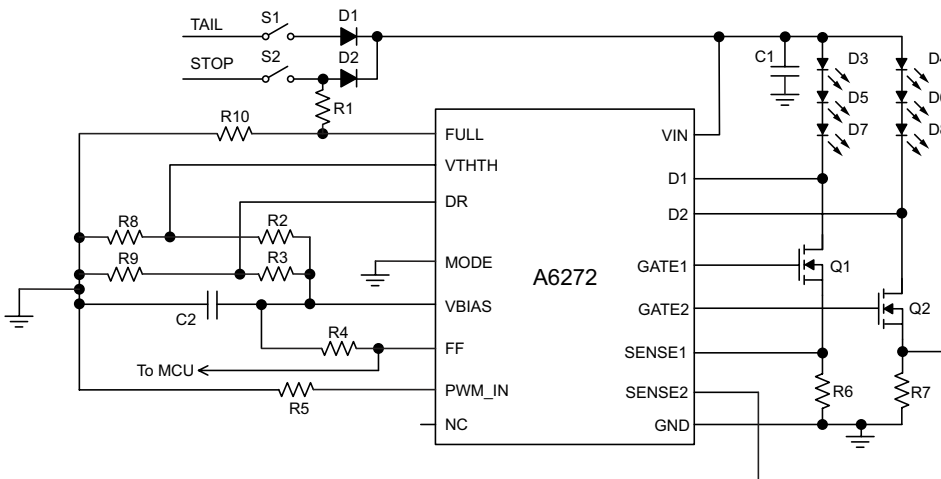 TAIL
S1
D1
STOP
S2
D2
R1
R10
C1
D3
D5
D7
FULL
VTHTH
DR
MODE
VBIAS
FF
PWM_IN
NC
A6272
VIN
D1
D2
GATE1
GATE2
SENSE1
SENSE2
GND
R8
R2
R9
R3
C2
R4
To MCU
R5
Q1
Q2
R6
R7